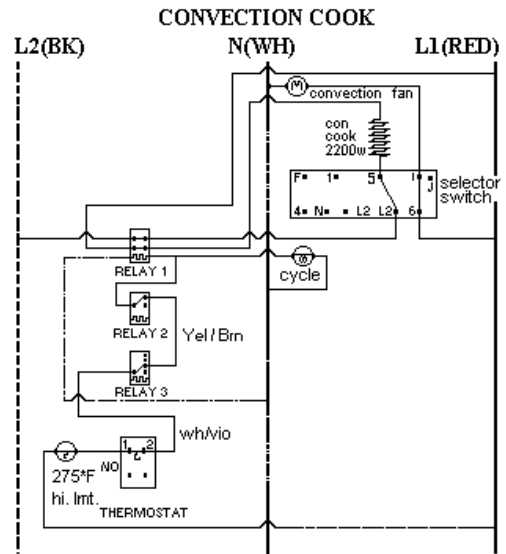 CONVECTION COOK
L2(BK) N(WH) L1(RED)
M
convection fan
con
cook
2200w
F 1 5 I J
selector
switch
4 N L2 L2 6
RELAY 1
cycle
RELAY 2
Yel/Brn
RELAY 3
wh/vio
1 2
NO
275*F
hi. lmt.
THERMOSTAT